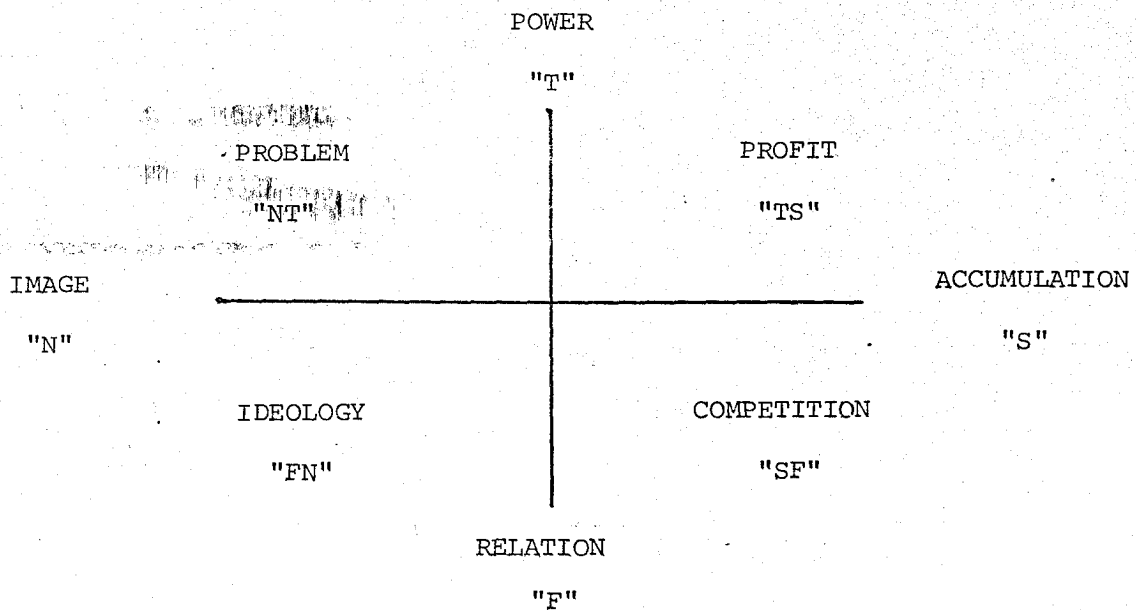 POWER
"T"
PROBLEM
PROFIT
"NT"
"TS"
IMAGE
ACCUMULATION
"N"
"S"
IDEOLOGY
COMPETITION
"FN"
"SF"
RELATION
"F"